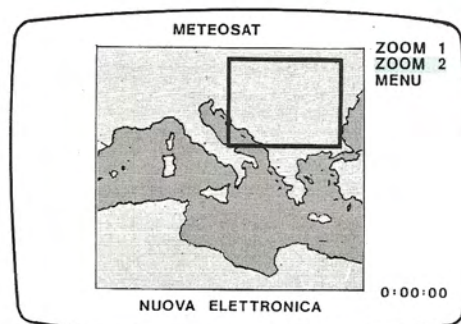 METEOSAT
ZOOM 1
ZOOM 2
MENU
0:00:00
NUOVA ELETTRONICA